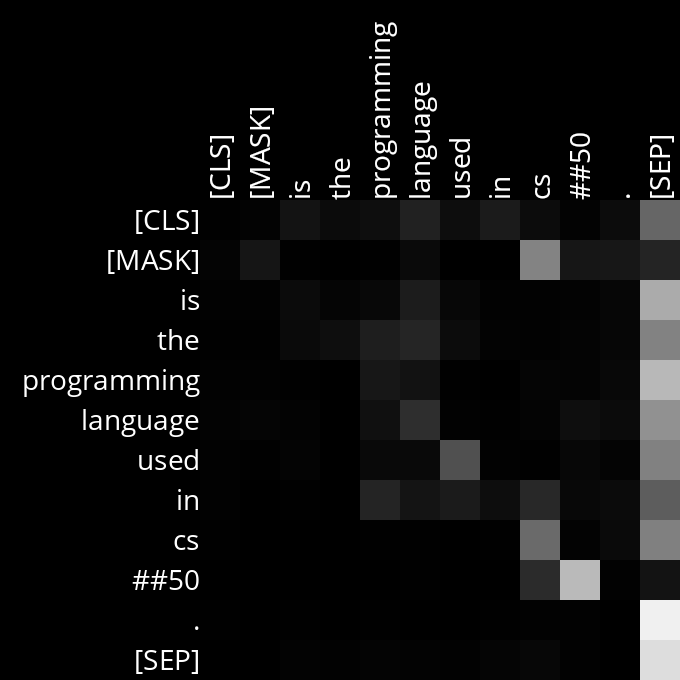 [CLS]
[MASK]
is
the
programming
language
used
in
cs
##50
.
[SEP]
[CLS]
[MASK]
is
the
programming
language
used
in
cs
##50
.
[SEP]